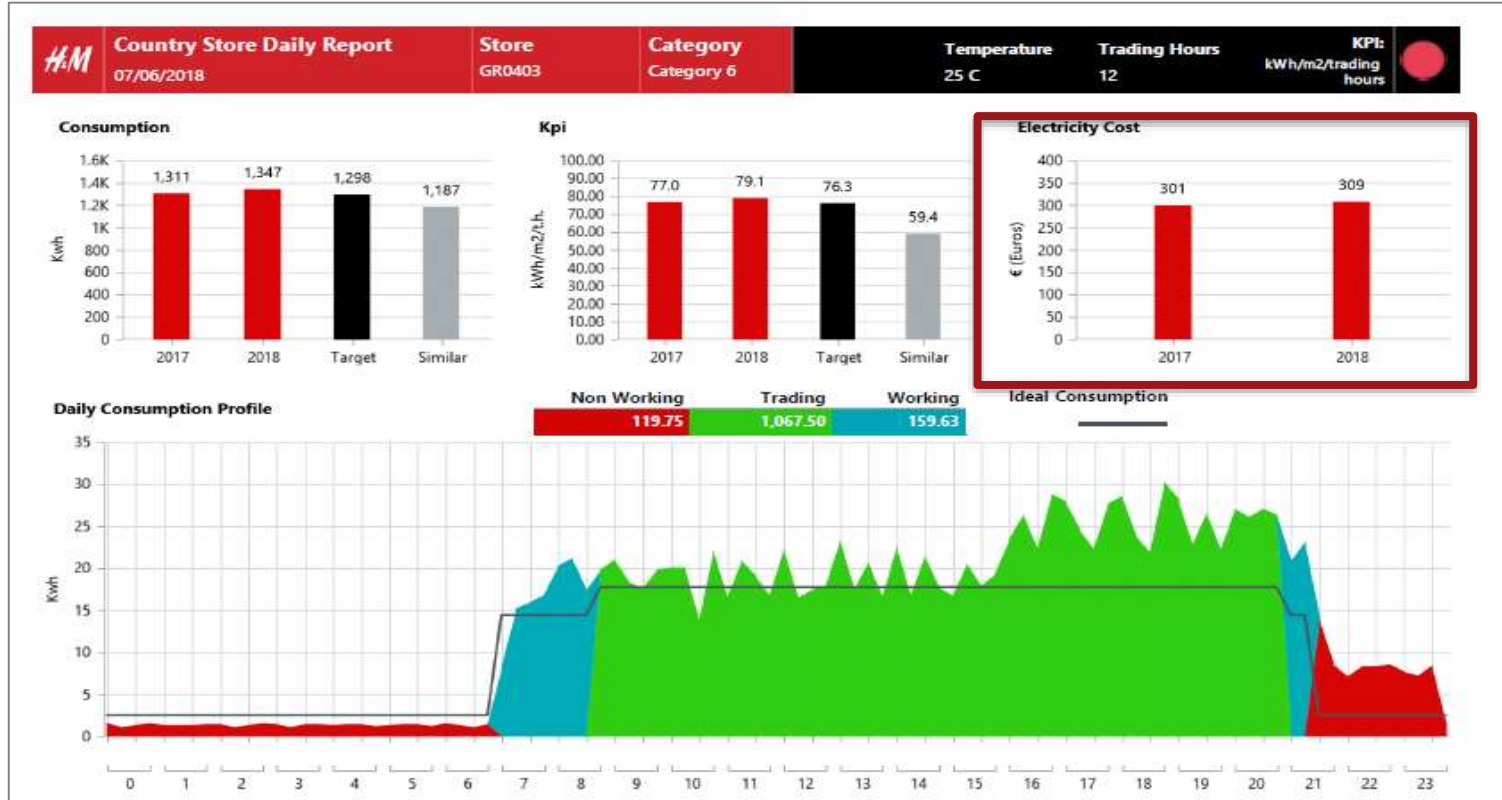 H&M
Country Store Daily Report
07/06/2018
Store
GR0403
Category
Category 6
Temperature
25 C
Trading Hours
12
KPI:
kWh/m2/trading
hours
Consumption
Kwh
1.6K
1.4K
1.2K
1K
800
600
400
200
0
1,311
1,347
1,298
1,187
2017
2018
Target
Similar
Kpi
kWh/m2/t.h.
100.00
90.00
80.00
70.00
60.00
50.00
40.00
30.00
20.00
10.00
0.00
77.0
79.1
76.3
59.4
2017
2018
Target
Similar
Electricity Cost
€ (Euros)
400
350
300
250
200
150
100
50
0
301
309
2017
2018
Daily Consumption Profile
Non Working
Trading
Working
Ideal Consumption
119.75
1,067.50
159.63
Kwh
35
30
25
20
15
10
5
0
0 1 2 3 4 5 6 7 8 9 10 11 12 13 14 15 16 17 18 19 20 21 22 23